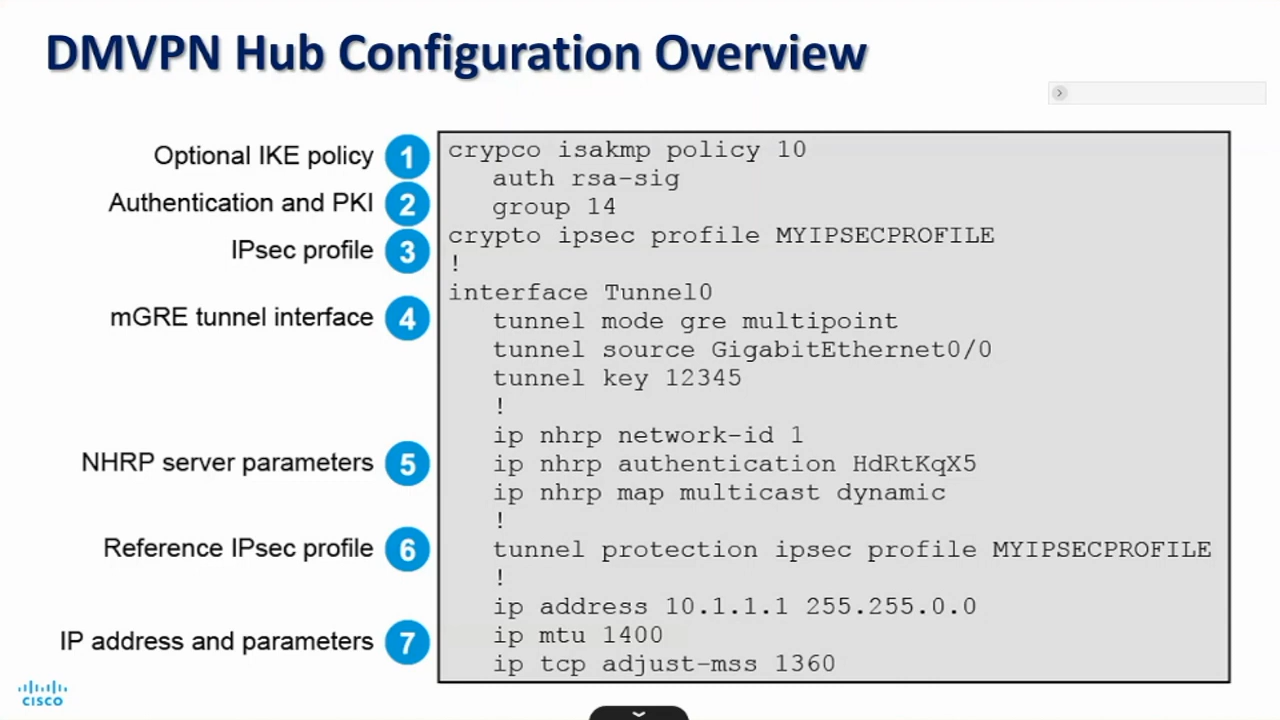 DMVPN Hub Configuration Overview
Optional IKE policy 1
Authentication and PKI 2
IPsec profile 3
mGRE tunnel interface 4
NHRP server parameters 5
Reference IPsec profile 6
IP address and parameters 7
crypco isakmp policy 10
auth rsa-sig
group 14
crypto ipsec profile MYIPSECPROFILE
!
interface Tunnel0
tunnel mode gre multipoint
tunnel source GigabitEthernet0/0
tunnel key 12345
!
ip nhrp network-id 1
ip nhrp authentication HdRtKqX5
ip nhrp map multicast dynamic
!
tunnel protection ipsec profile MYIPSECPROFILE
!
ip address 10.1.1.1 255.255.0.0
ip mtu 1400
ip tcp adjust-mss 1360
CISCO